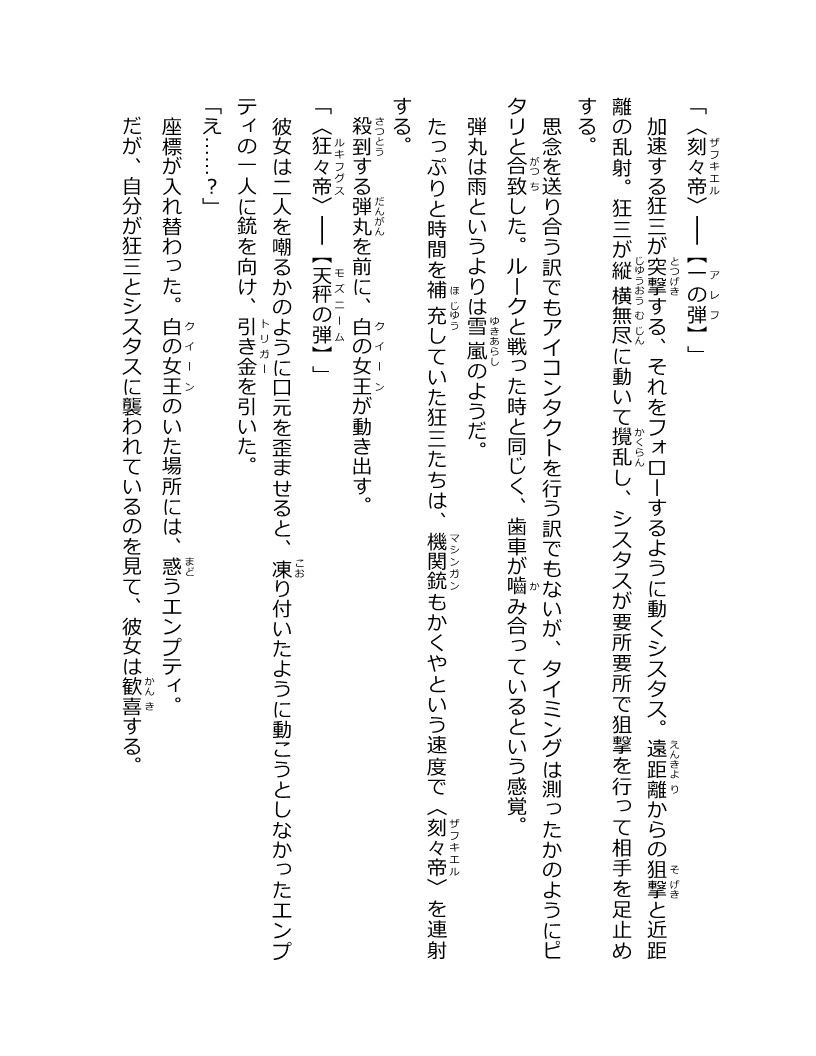 「〈刻々帝〉――【一の弾】」
加速する狂三が突撃する、それをフォローするように動くシスタス。遠距離からの狙撃と近距
離の乱射。狂三が縦横無尽に動いて攪乱し、シスタスが要所要所で狙撃を行って相手を足止め
する。
思念を送り合う訳でもアイコンタクトを行う訳でもないが、タイミングは測ったかのようにピ
タリと合致した。ルークと戦った時と同じく、歯車が嚙み合っているという感覚。
弾丸は雨というよりは雪嵐のようだ。
たっぷりと時間を補充していた狂三たちは、機関銃もかくやという速度で〈刻々帝〉を連射
する。
殺到する弾丸を前に、白の女王が動き出す。
「〈狂々帝〉――【天秤の弾】」
彼女は二人を嘲るかのように口元を歪ませると、凍り付いたように動こうとしなかったエンプ
ティの一人に銃を向け、引き金を引いた。
「え……？」
座標が入れ替わった。白の女王のいた場所には、惑うエンプティ。
だが、自分が狂三とシスタスに襲われているのを見て、彼女は歓喜する。